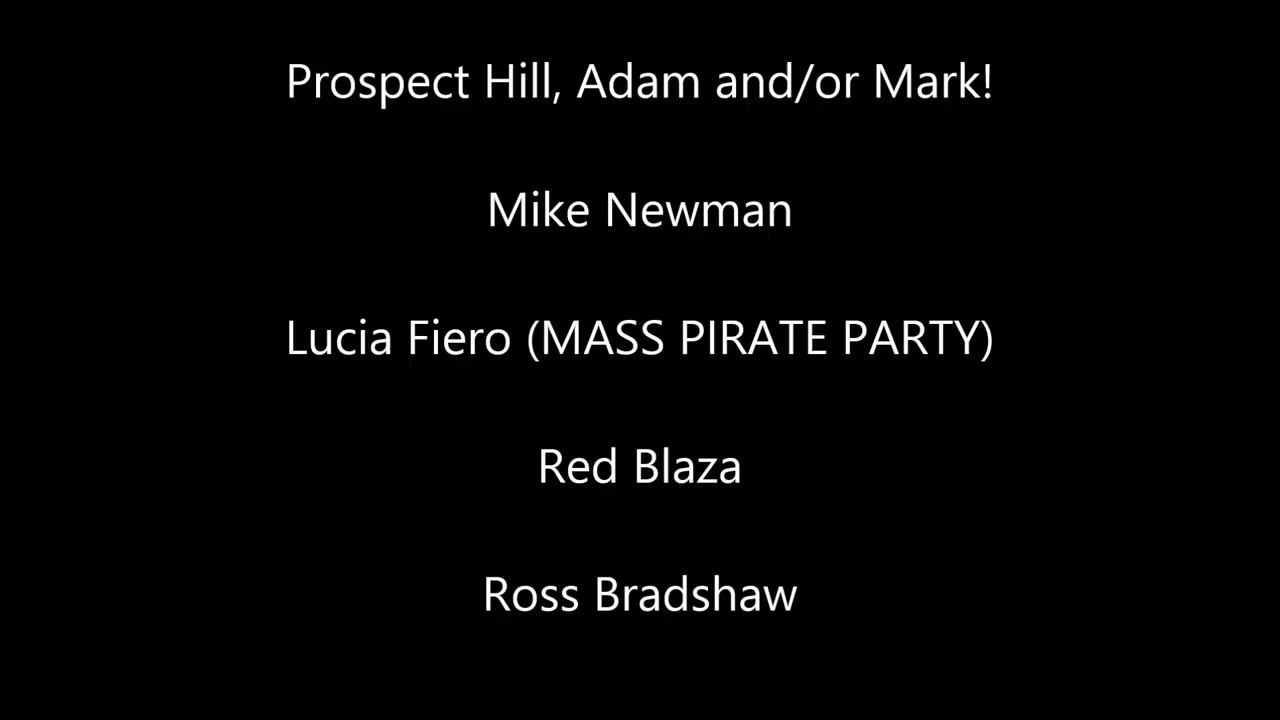 Prospect Hill, Adam and/or Mark!
Mike Newman
Lucia Fiero (MASS PIRATE PARTY)
Red Blaza
Ross Bradshaw